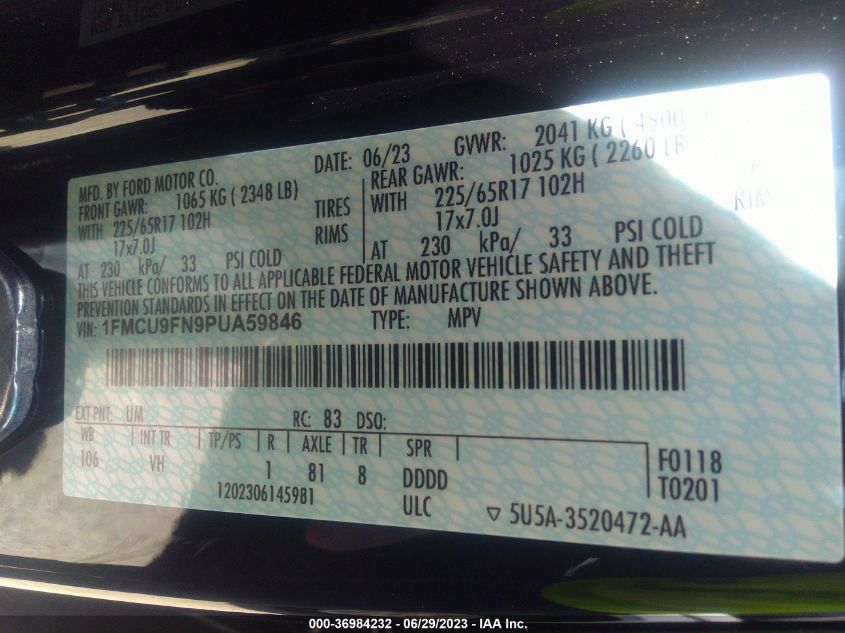 MFD. BY FORD MOTOR CO.
DATE: 06/23
GVWR: 2041 KG ( 4500 LB
FRONT GAWR: 1065 KG ( 2348 LB)
REAR GAWR: 1025 KG ( 2260 LB
WITH 225/65R17 102H TIRES
WITH 225/65R17 102H
17x7.0J RIMS
17x7.0J RIM
AT 230 kPa/ 33 PSI COLD
AT 230 kPa/ 33 PSI COLD
THIS VEHICLE CONFORMS TO ALL APPLICABLE FEDERAL MOTOR VEHICLE SAFETY AND THEFT
PREVENTION STANDARDS IN EFFECT ON THE DATE OF MANUFACTURE SHOWN ABOVE.
VIN: 1FMCU9FN9PUA59846 TYPE: MPV
EXT PNT: UM RC: 83 DSO:
WB INT TR TP/PS R AXLE TR SPR
106 VH 1 81 8 DDDD
F0118
1202306145981 ULC
T0201
▽ 5U5A-3520472-AA
000-36984232 - 06/29/2023 - IAA Inc.